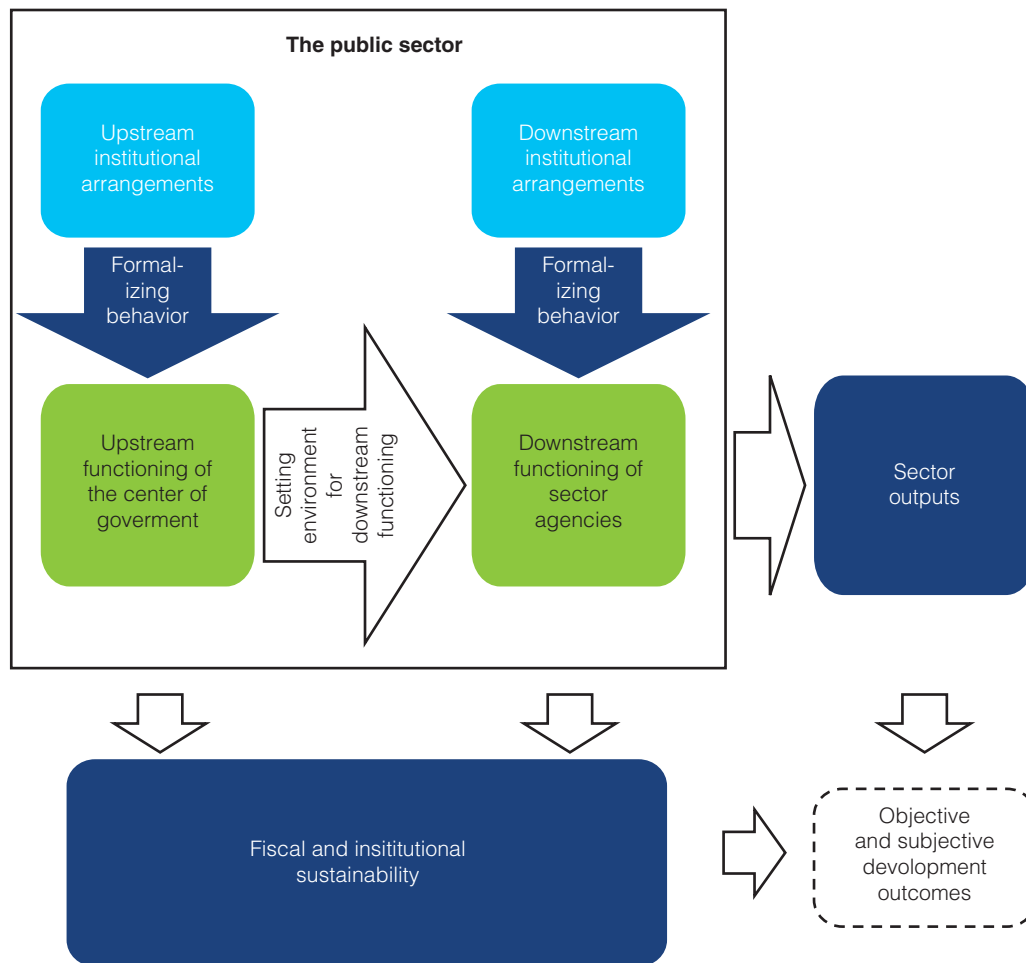 The public sector
Upstream
institutional
arrangements
Downstream
institutional
arrangements
Formal-
izing
behavior
Formal-
izing
behavior
Upstream
functioning of
the center of
goverment
Setting
environment
for
downstream
functioning
Downstream
functioning of
sector
agencies
Sector
outputs
Fiscal and insititutional
sustainability
Objective
and subjective
devolopment
outcomes